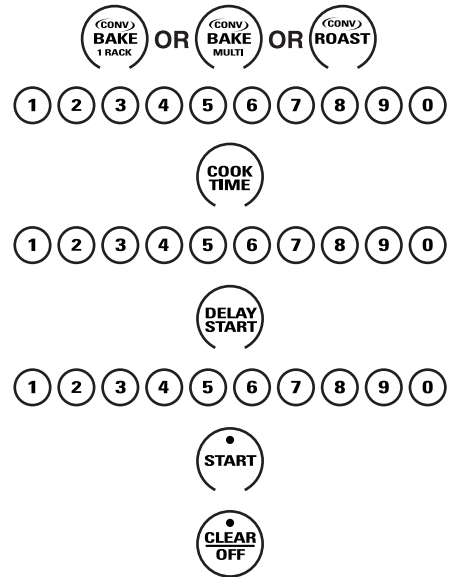 CONV BAKE 1 RACK OR CONV BAKE MULTI OR CONV ROAST
1 2 3 4 5 6 7 8 9 0
COOK
TIME
1 2 3 4 5 6 7 8 9 0
DELAY
START
1 2 3 4 5 6 7 8 9 0
START
CLEAR
OFF